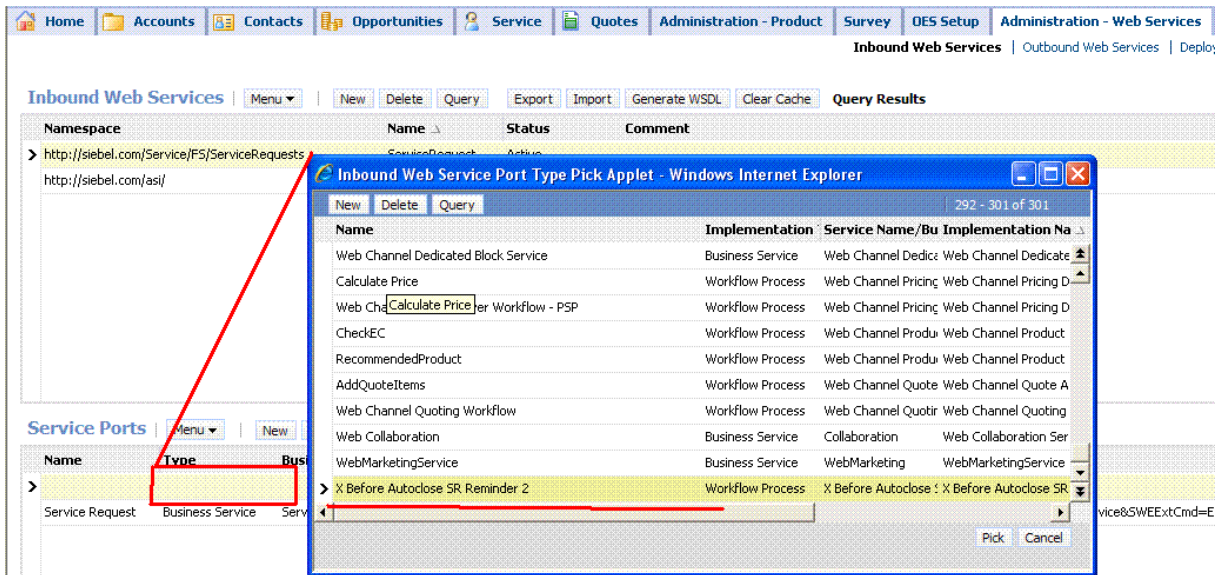 Home Accounts Contacts Opportunities Service Quotes Administration - Product Survey OES Setup Administration - Web Services
Inbound Web Services | Outbound Web Services | Deploy
Inbound Web Services | Menu | New Delete Query Export Import Generate WSDL Clear Cache Query Results
Namespace Name Status Comment
http://siebel.com/Service/FS/ServiceRequests ServiceRequest Active
http://siebel.com/asi/
Inbound Web Service Port Type Pick Applet - Windows Internet Explorer
New Delete Query 292 - 301 of 301
Name Implementation Service Name/Bu Implementation Na
Web Channel Dedicated Block Service Business Service Web Channel Dedica Web Channel Dedicate
Calculate Price Workflow Process Web Channel Pricing Web Channel Pricing D
Calculate Price
Web Cha er Workflow - PSP Workflow Process Web Channel Pricing Web Channel Pricing D
CheckEC Workflow Process Web Channel Produ Web Channel Product
RecommendedProduct Workflow Process Web Channel Produ Web Channel Product
AddQuoteItems Workflow Process Web Channel Quote Web Channel Quote A
Web Channel Quoting Workflow Workflow Process Web Channel Quotin Web Channel Quoting
Web Collaboration Business Service Collaboration Web Collaboration Ser
WebMarketingService Business Service WebMarketing WebMarketingService
X Before Autoclose SR Reminder 2 Workflow Process X Before Autoclose X Before Autoclose SR
Pick Cancel
Service Ports | Menu | New
Name Type Busi
Service Request Business Service Serv vice&SWEExtCmd=E